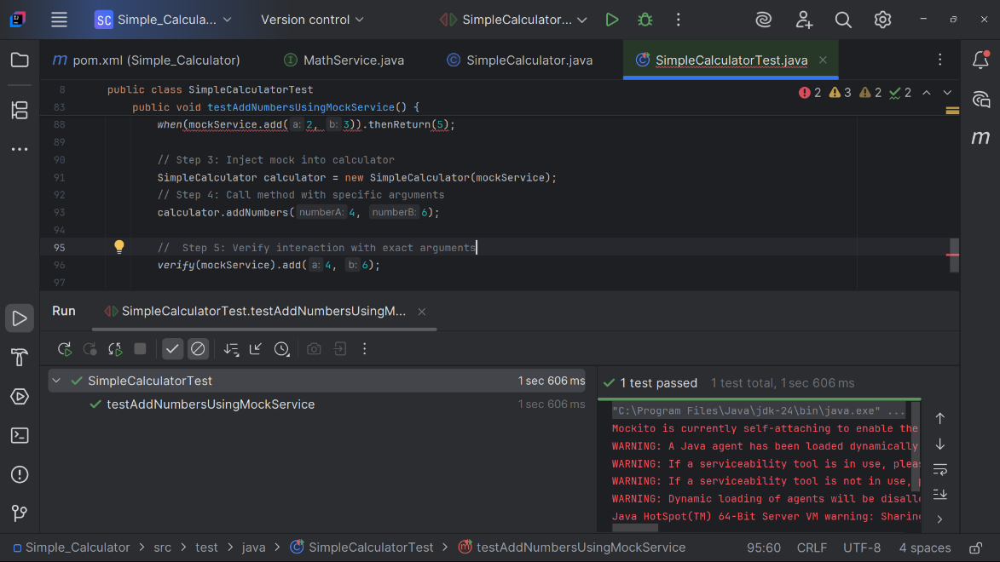 SC Simple_Calcula... Version control SimpleCalculator...
m pom.xml (Simple_Calculator) MathService.java SimpleCalculator.java SimpleCalculatorTest.java
8 public class SimpleCalculatorTest 2 3 2 2
83 public void testAddNumbersUsingMockService() {
88 when(mockService.add( a: 2, b: 3)).thenReturn(5);
89
90 // Step 3: Inject mock into calculator
91 SimpleCalculator calculator = new SimpleCalculator(mockService);
92 // Step 4: Call method with specific arguments
93 calculator.addNumbers( numberA: 4, numberB: 6);
94
95 // Step 5: Verify interaction with exact arguments
96 verify(mockService).add( a: 4, b: 6);
97
Run SimpleCalculatorTest.testAddNumbersUsingM...
SimpleCalculatorTest 1 sec 606 ms
testAddNumbersUsingMockService 1 sec 606 ms
1 test passed 1 test total, 1 sec 606 ms
"C:\Program Files\Java\jdk-24\bin\java.exe" ...
Mockito is currently self-attaching to enable the
WARNING: A Java agent has been loaded dynamically
WARNING: If a serviceability tool is in use, pleas
WARNING: If a serviceability tool is not in use,
WARNING: Dynamic loading of agents will be disall
Java HotSpot(TM) 64-Bit Server VM warning: Sharin
Simple_Calculator > src > test > java > SimpleCalculatorTest > testAddNumbersUsingMockService 95:60 CRLF UTF-8 4 spaces